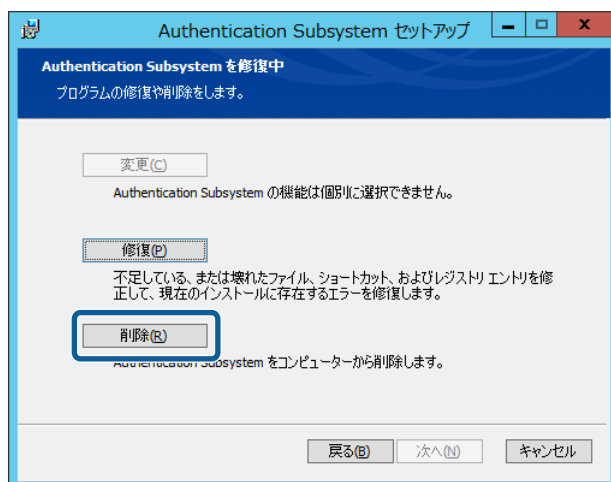 Authentication Subsystem セットアップ
Authentication Subsystem を修復中
プログラムの修復や削除をします。
変更(C)
Authentication Subsystem の機能は個別に選択できません。
修復(P)
不足している、または壊れたファイル、ショートカット、およびレジストリ エントリを修
正して、現在のインストールに存在するエラーを修復します。
削除(R)
Authentication Subsystem をコンピューターから削除します。
戻る(B) 次へ(N) キャンセル